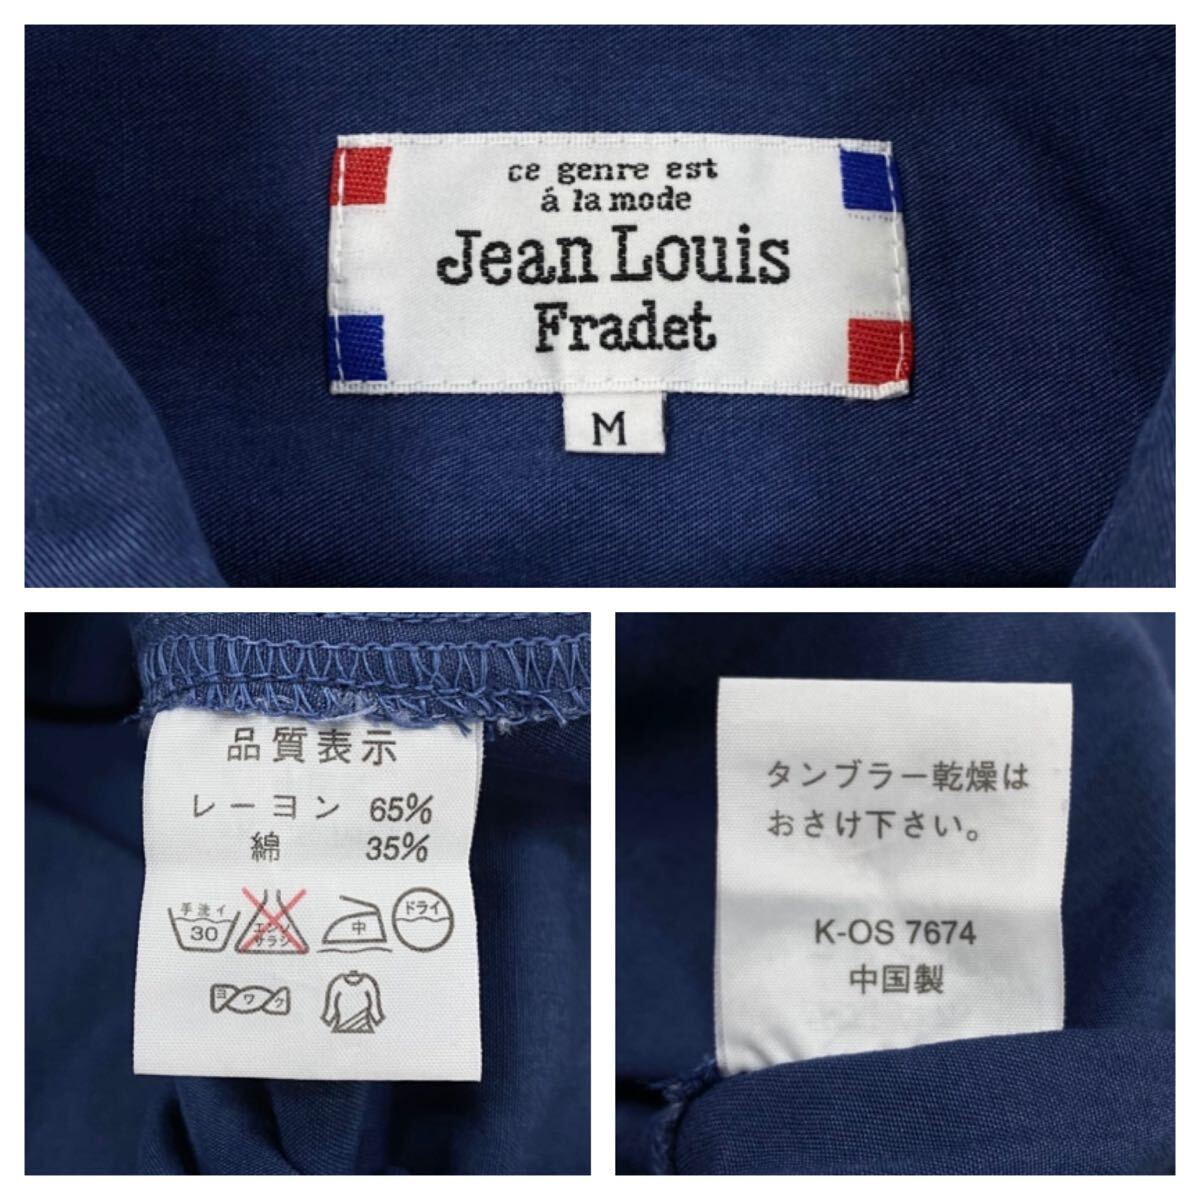 ce genre est
á la mode
Jean Louis
Fradet
M
品質表示
レーヨン 65%
綿 35%
手洗イ
30
エンソ
サラシ
中
ドライ
ヨワク
タンブラー乾燥は
おさけ下さい。
K-OS 7674
中国製